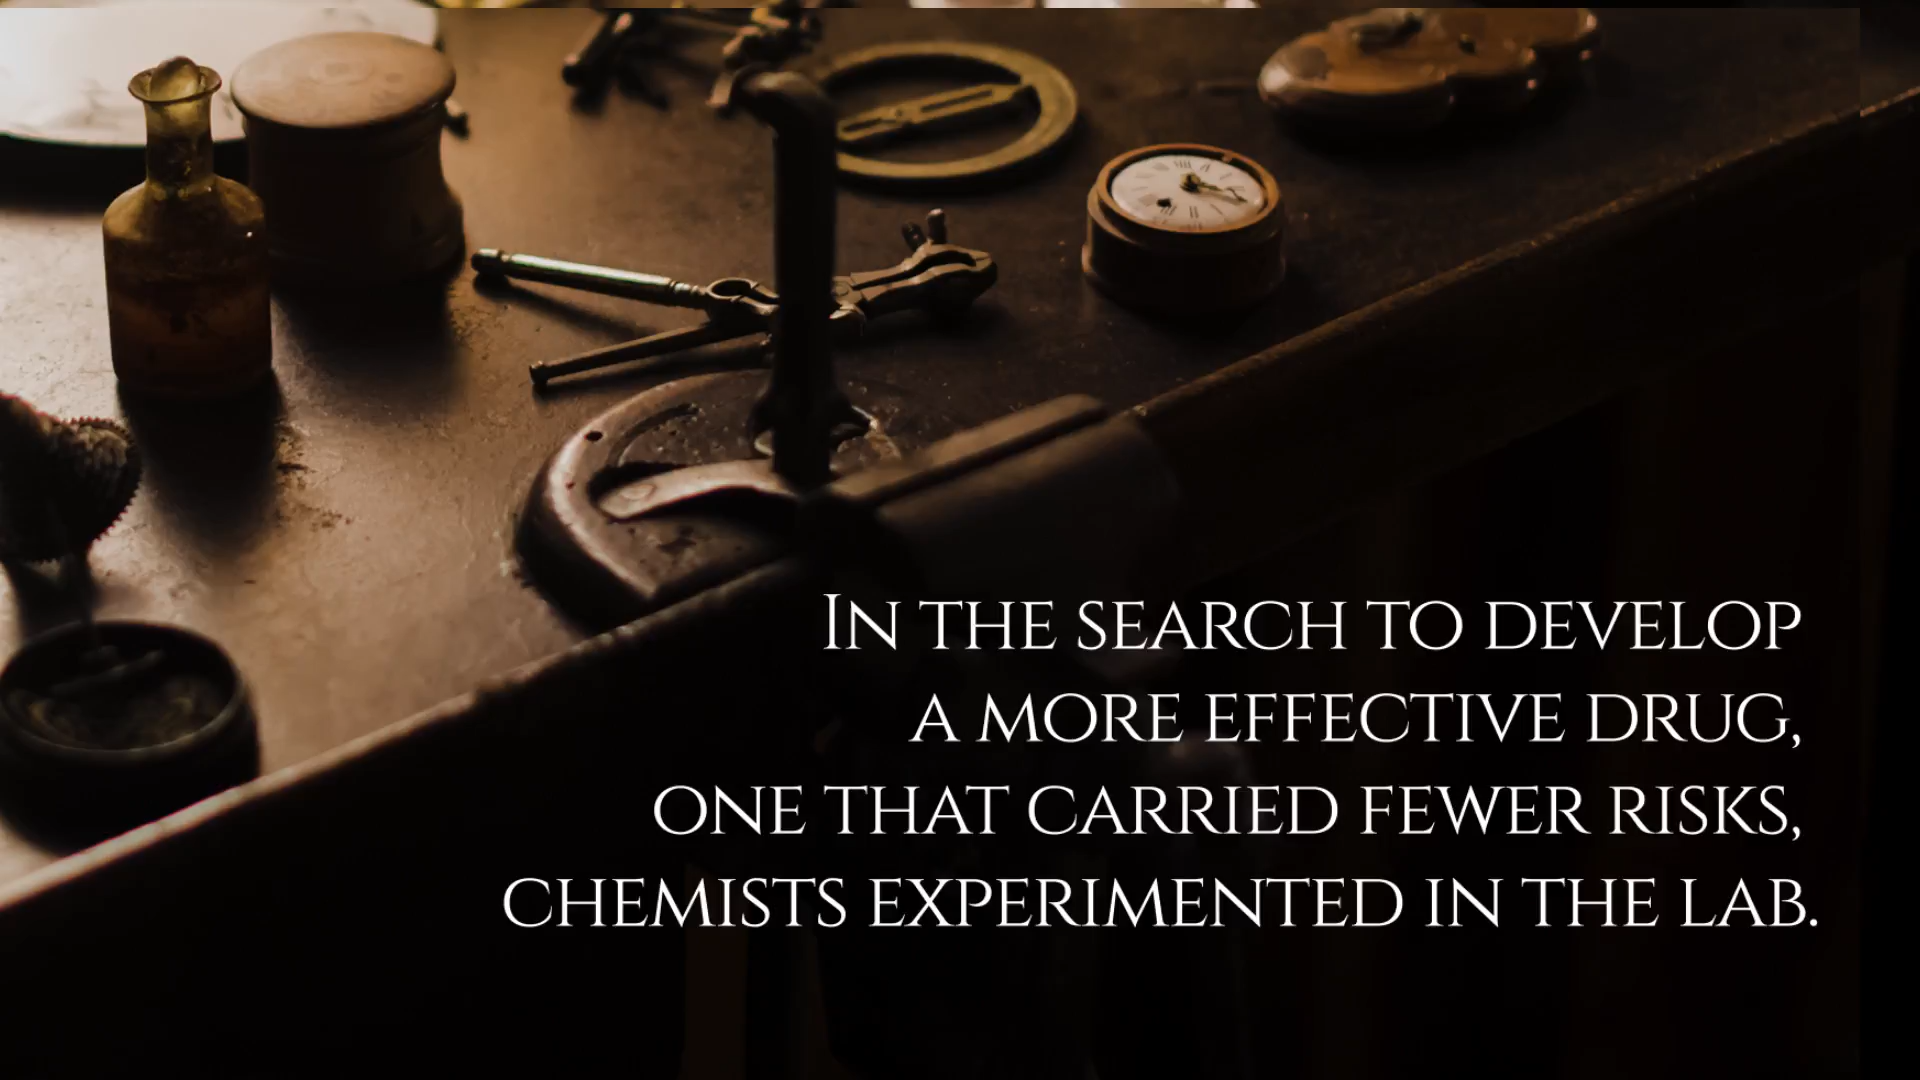 In the search to develop
a more effective drug,
one that carried fewer risks,
chemists experimented in the lab.